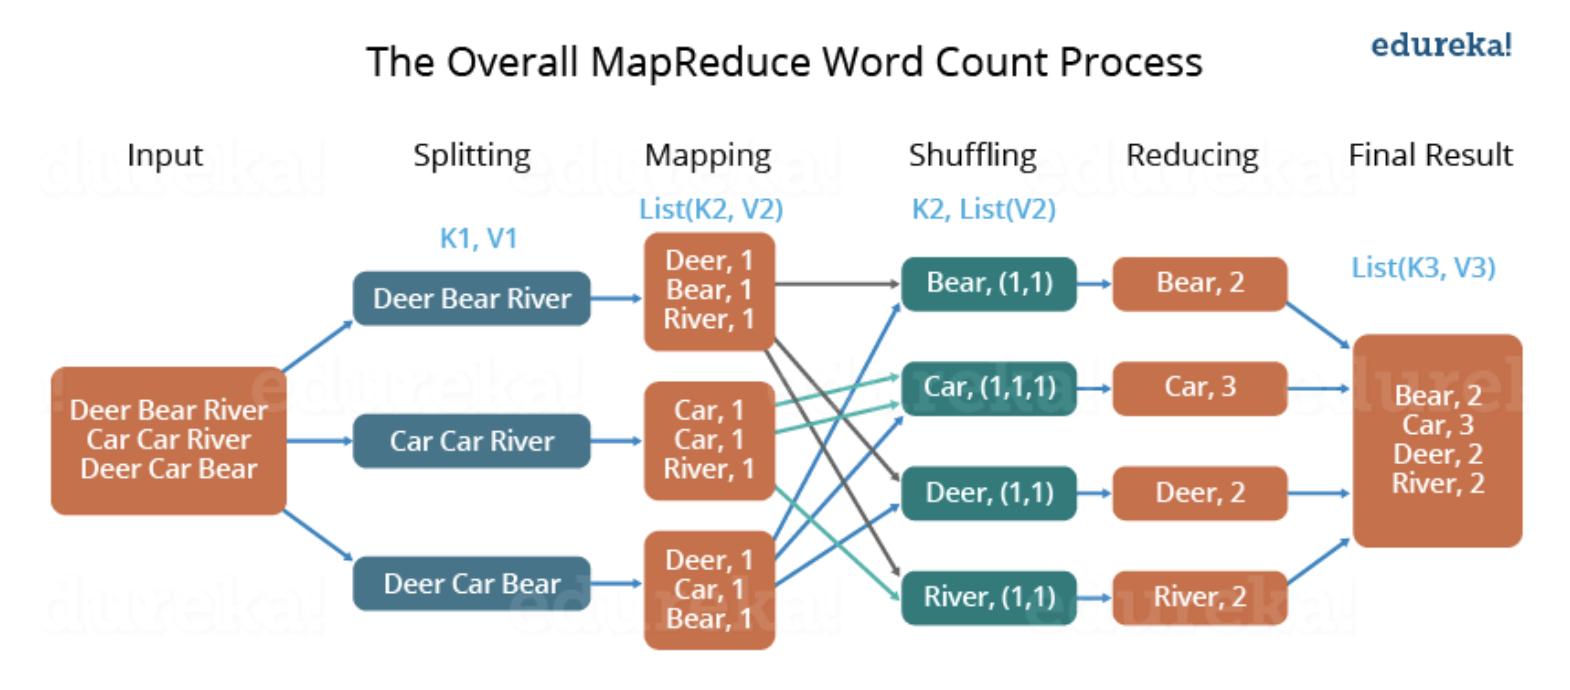 The Overall MapReduce Word Count Process
edureka!
Input
Splitting
Mapping
Shuffling
Reducing
Final Result
K1, V1
List(K2, V2)
K2, List(V2)
List(K3, V3)
Deer Bear River
Car Car River
Deer Car Bear
Deer Bear River
Car Car River
Deer Car Bear
Deer, 1
Bear, 1
River, 1
Car, 1
Car, 1
River, 1
Deer, 1
Car, 1
Bear, 1
Bear, (1,1)
Car, (1,1,1)
Deer, (1,1)
River, (1,1)
Bear, 2
Car, 3
Deer, 2
River, 2
Bear, 2
Car, 3
Deer, 2
River, 2